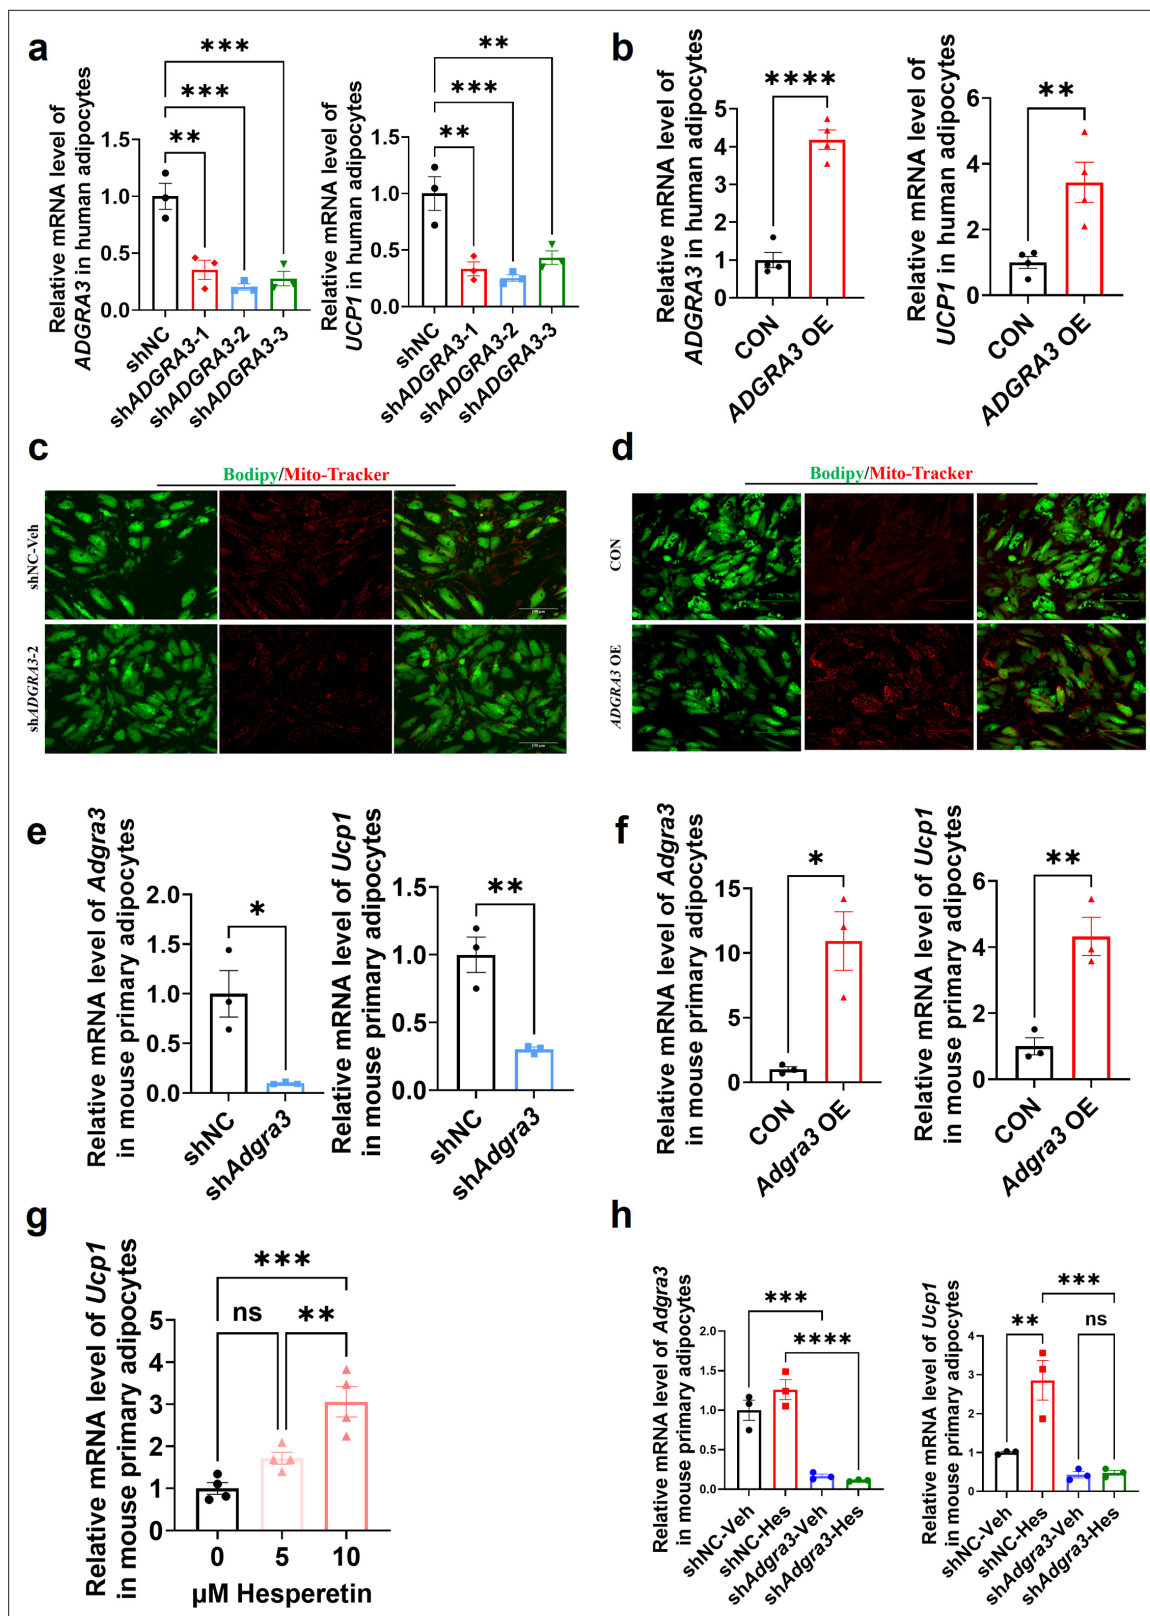 a
Relative mRNA level of
ADGRA3 in human adipocytes
1.5
1.0
0.5
0.0
**
***
***
shNC
shADGRA3-1
shADGRA3-2
shADGRA3-3
Relative mRNA level of
UCP1 in human adipocytes
1.5
1.0
0.5
0.0
**
***
**
shNC
shADGRA3-1
shADGRA3-2
shADGRA3-3
b
Relative mRNA level of
ADGRA3 in human adipocytes
5
4
3
2
1
0
****
CON
ADGRA3 OE
Relative mRNA level of
UCP1 in human adipocytes
6
4
2
0
**
CON
ADGRA3 OE
c
Bodipy/Mito-Tracker
shNC-Veh
shADGRA3-2
d
Bodipy/Mito-Tracker
CON
ADGRA3 OE
e
Relative mRNA level of Adgra3
in mouse primary adipocytes
2.0
1.5
1.0
0.5
0.0
*
shNC
shAdgra3
Relative mRNA level of Ucp1
in mouse primary adipocytes
1.5
1.0
0.5
0.0
**
shNC
shAdgra3
f
Relative mRNA level of Adgra3
in mouse primary adipocytes
15
10
5
0
*
CON
Adgra3 OE
Relative mRNA level of Ucp1
in mouse primary adipocytes
6
4
2
0
**
CON
Adgra3 OE
g
Relative mRNA level of Ucp1
in mouse primary adipocytes
5
4
3
2
1
0
***
ns
**
0 5 10
µM Hesperetin
h
Relative mRNA level of Adgra3
in mouse primary adipocytes
2.0
1.5
1.0
0.5
0.0
***
****
shNC-Veh
shNC-Hes
shAdgra3-Veh
shAdgra3-Hes
Relative mRNA level of Ucp1
in mouse primary adipocytes
4
3
2
1
0
***
**
ns
shNC-Veh
shNC-Hes
shAdgra3-Veh
shAdgra3-Hes